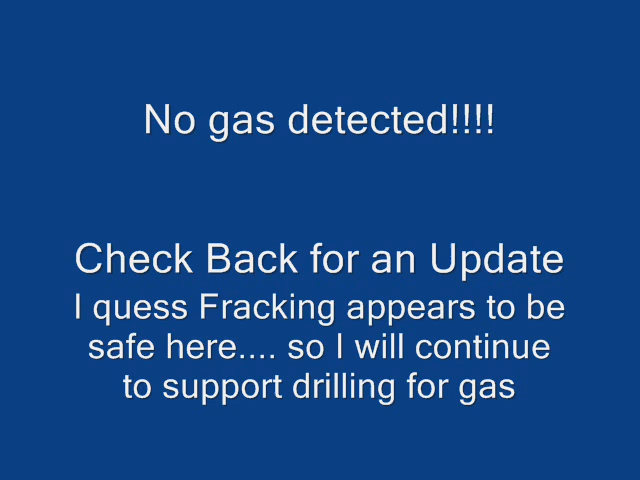 No gas detected!!!!
Check Back for an Update
I quess Fracking appears to be
safe here.... so I will continue
to support drilling for gas